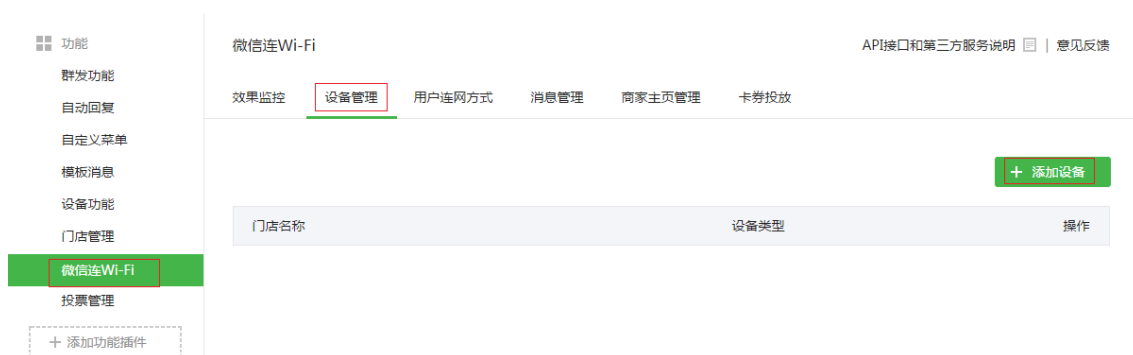 功能
群发功能
自动回复
自定义菜单
模板消息
设备功能
门店管理
微信连Wi-Fi
投票管理
+ 添加功能插件
微信连Wi-Fi API接口和第三方服务说明 | 意见反馈
效果监控 设备管理 用户连网方式 消息管理 商家主页管理 卡券投放
+ 添加设备
门店名称 设备类型 操作